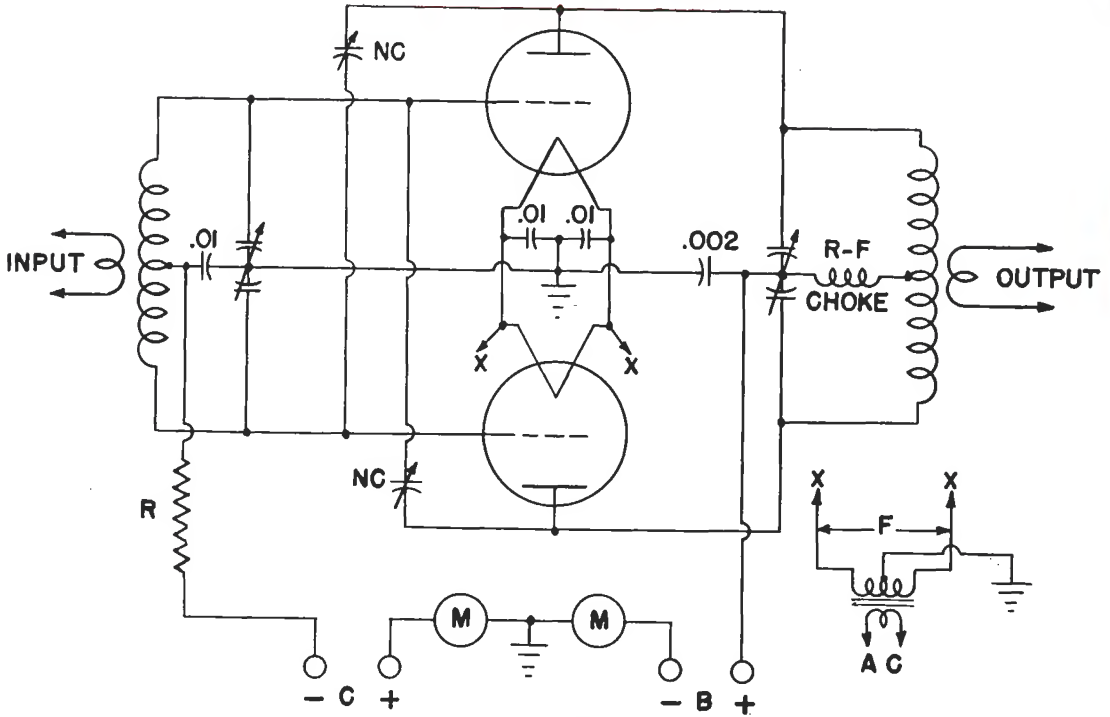 NC
.01
.01 .01
.002
R-F
CHOKE
INPUT
OUTPUT
X X
NC
R
X X
F
M M
A C
- C +
- B +